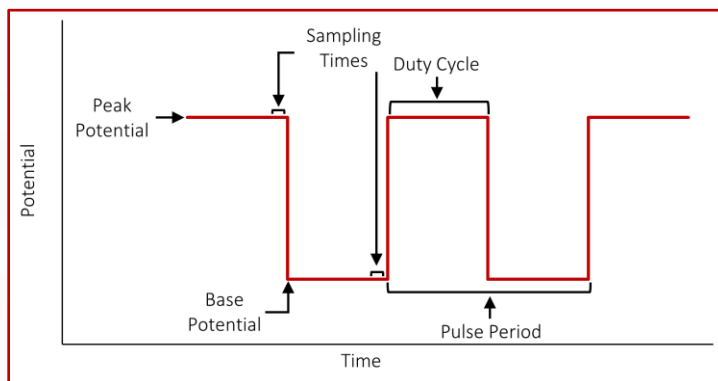 Sampling
Times
Duty Cycle
Peak
Potential
Potential
Base
Potential
Pulse Period
Time